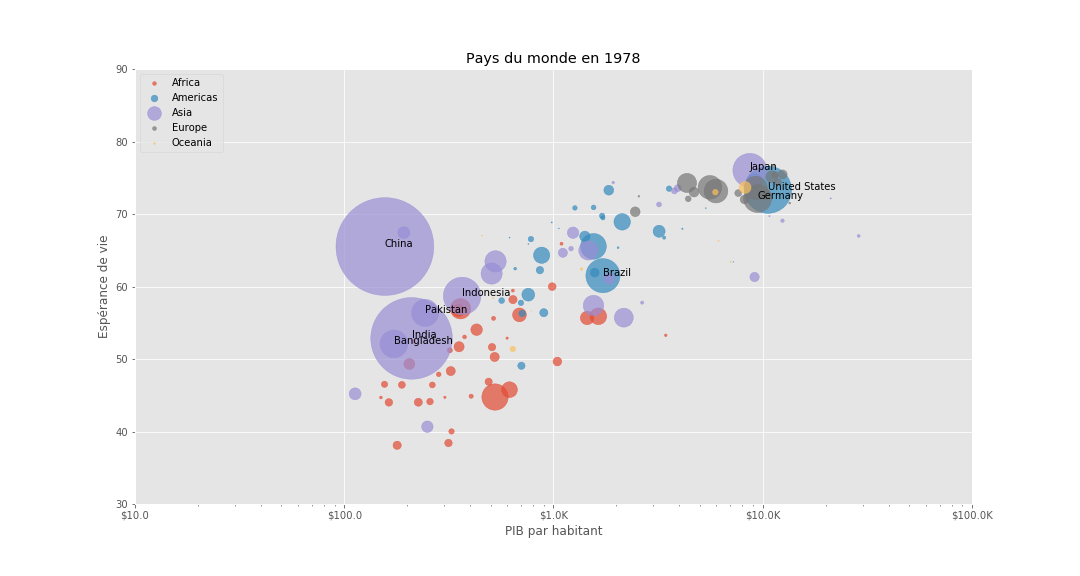 Pays du monde en 1978
90
80
70
60
50
40
30
Espérance de vie
Africa
Americas
Asia
Europe
Oceania
Japan
United States
Germany
China
Brazil
Indonesia
Pakistan
India
Bangladesh
$10.0
$100.0
$1.0K
$10.0K
$100.0K
PIB par habitant